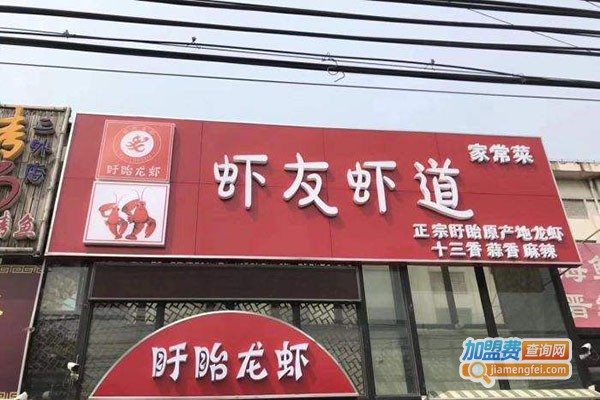 盱眙龙虾
虾友虾道
家常菜
正宗盱眙原产地龙虾
十三香 蒜香 麻辣
盱眙龙虾
加盟费查询网
jiamengfei.com